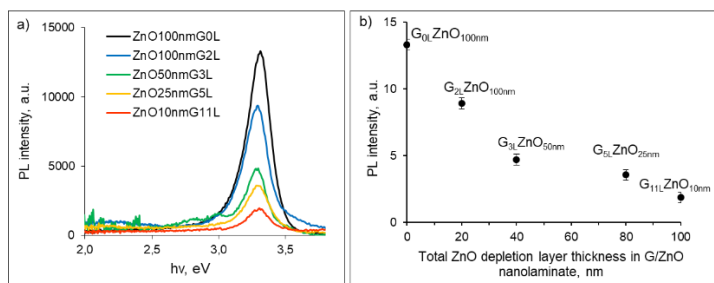 a)
ZnO100nmG0L
ZnO100nmG2L
ZnO50nmG3L
ZnO25nmG5L
ZnO10nmG11L
PL intensity, a.u.
15000
10000
5000
0
2,0
2,5
3,0
3,5
hν, eV
b)
PL intensity, a.u.
15
10
5
0
G0LZnO100nm
G2LZnO100nm
G3LZnO50nm
G5LZnO25nm
G11LZnO10nm
0
20
40
60
80
100
Total ZnO depletion layer thickness in G/ZnO
nanolaminate, nm